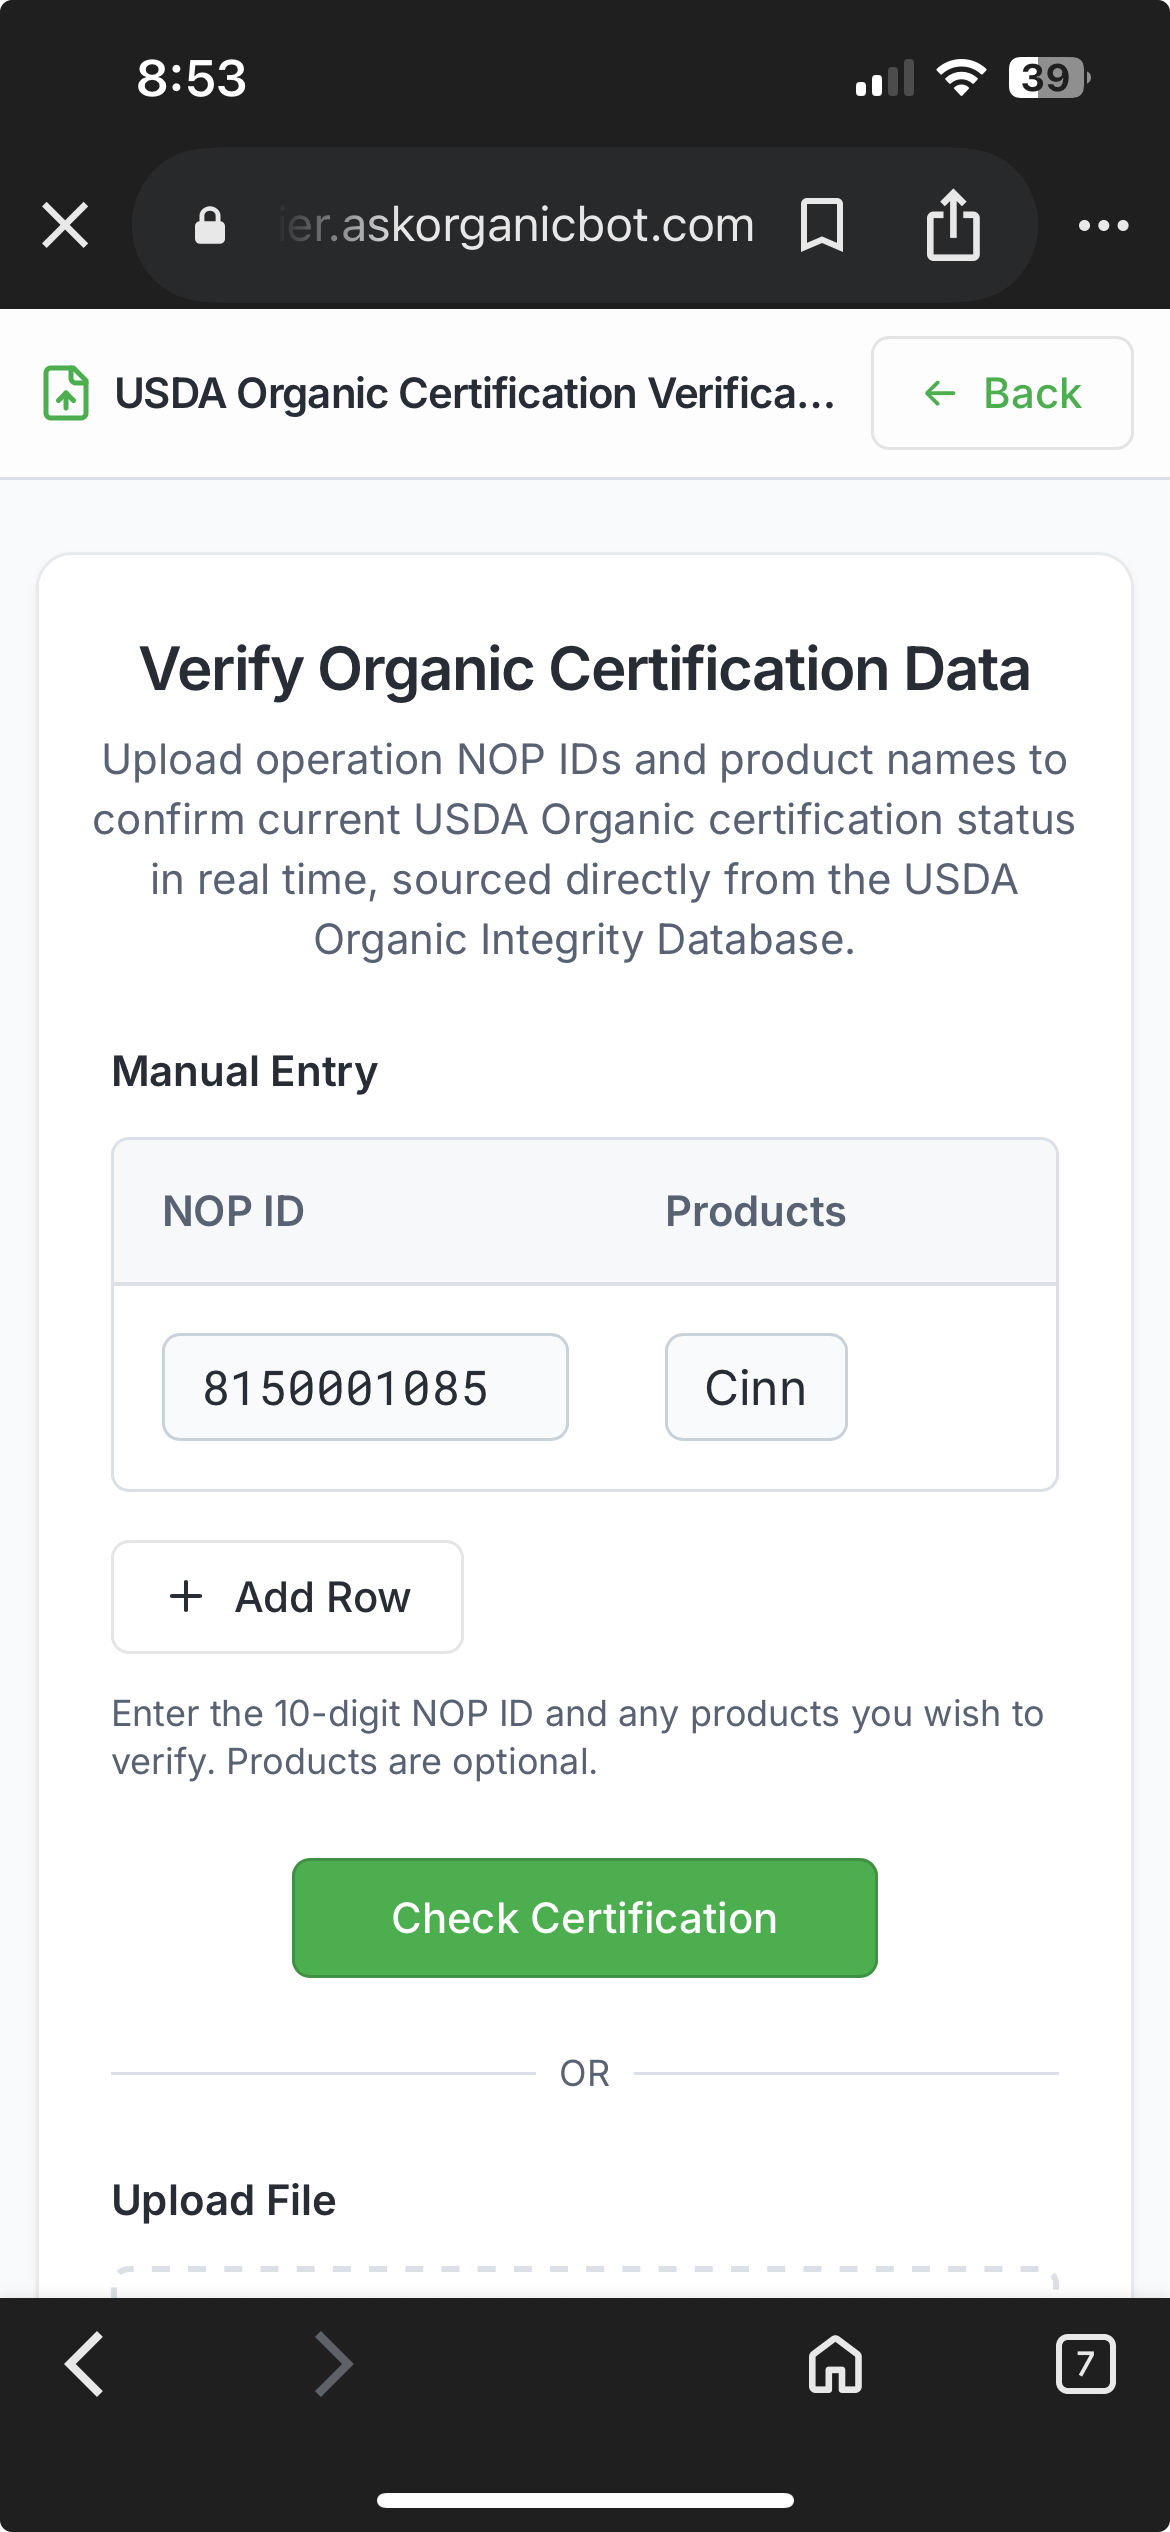 8:53
39
er.askorganicbot.com
USDA Organic Certification Verifica...
← Back
Verify Organic Certification Data
Upload operation NOP IDs and product names to
confirm current USDA Organic certification status
in real time, sourced directly from the USDA
Organic Integrity Database.
Manual Entry
NOP ID Products
8150001085 Cinn
+ Add Row
Enter the 10-digit NOP ID and any products you wish to
verify. Products are optional.
Check Certification
OR
Upload File
7